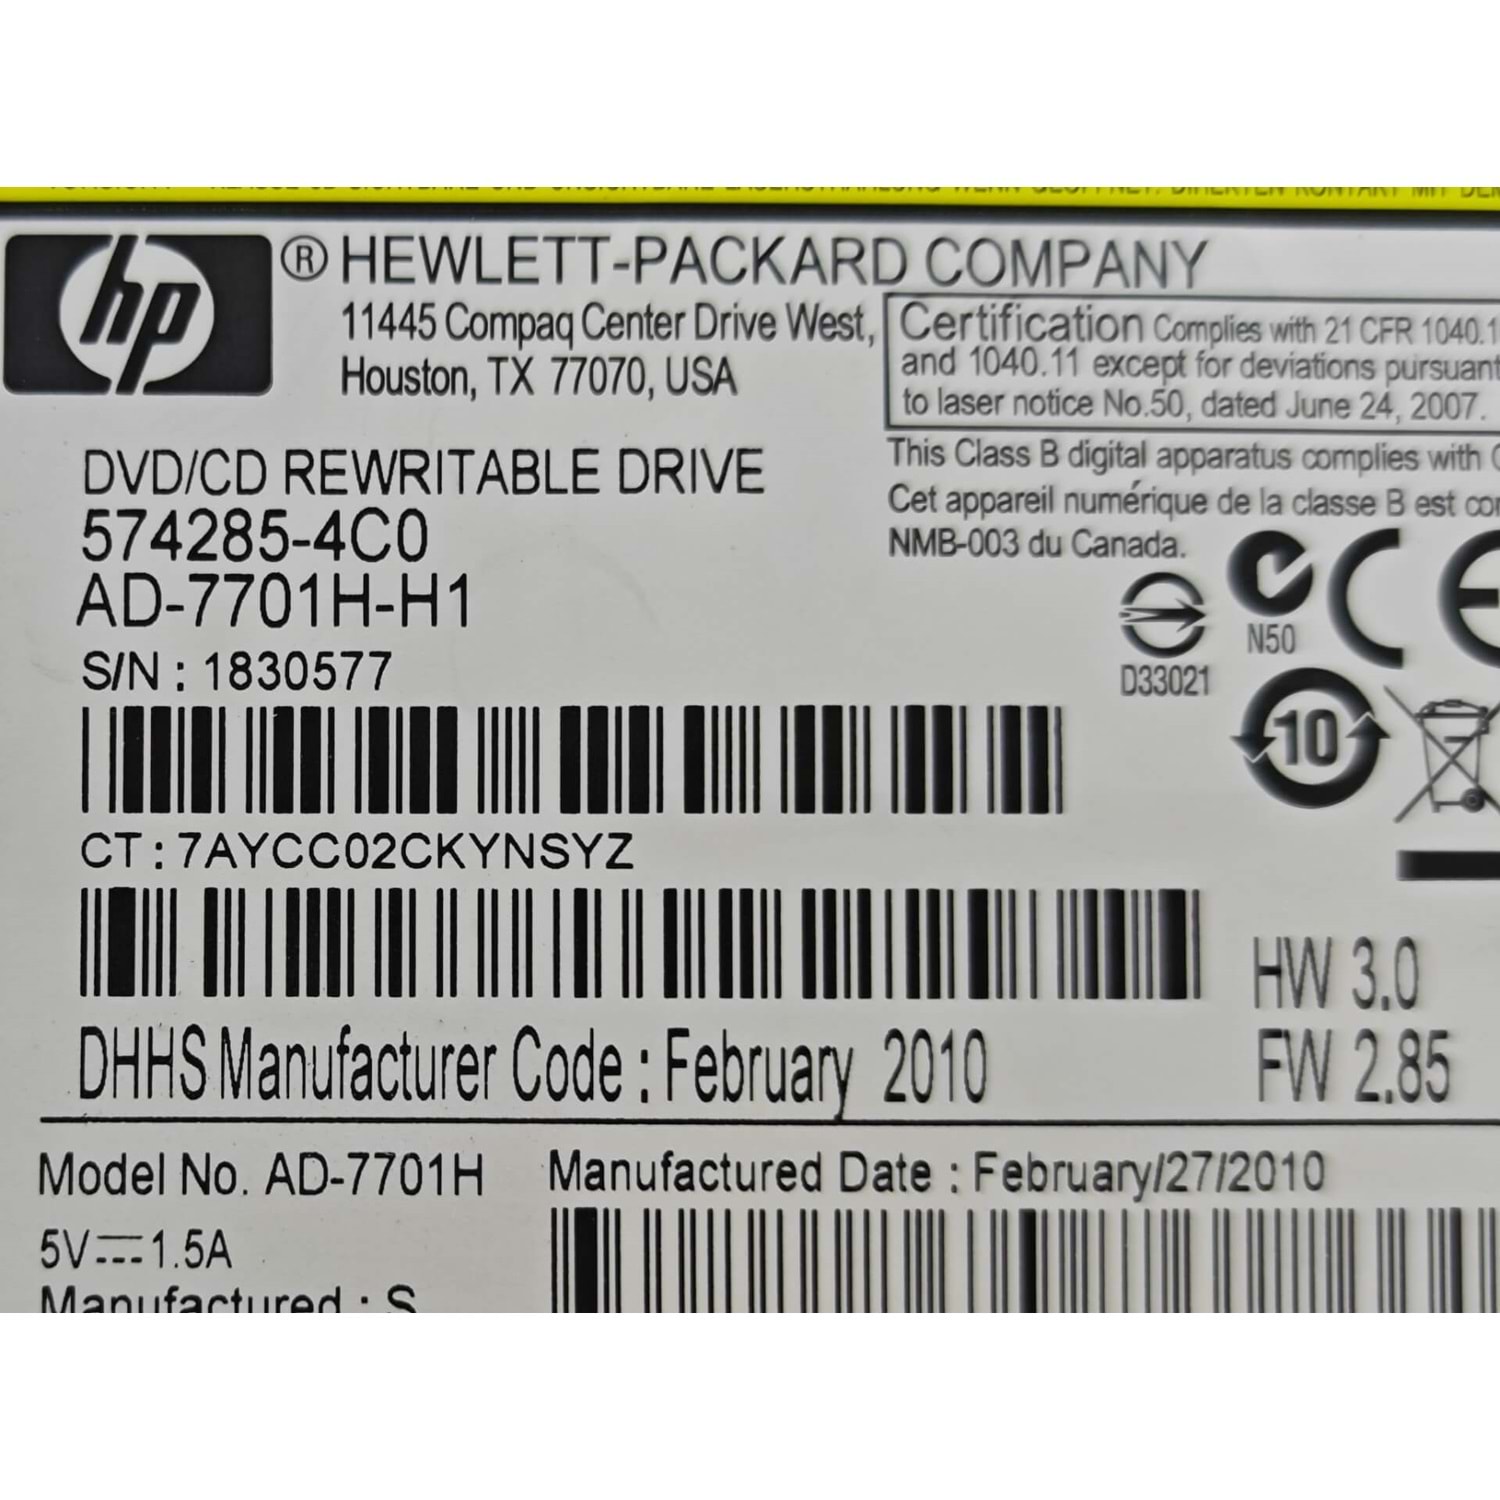 hp ® HEWLETT-PACKARD COMPANY
11445 Compaq Center Drive West,
Houston, TX 77070, USA
Certification Complies with 21 CFR 1040.1
and 1040.11 except for deviations pursuant
to laser notice No.50, dated June 24, 2007.
This Class B digital apparatus complies with
Cet appareil numérique de la classe B est
NMB-003 du Canada.
DVD/CD REWRITABLE DRIVE
574285-4C0
AD-7701H-H1
S/N : 1830577
N50
CE
D33021
10
CT : 7AYCC02CKYNSYZ
HW 3.0
FW 2.85
DHHS Manufacturer Code : February 2010
Model No. AD-7701H
Manufactured Date : February/27/2010
5V⎓1.5A
Manufactured : S